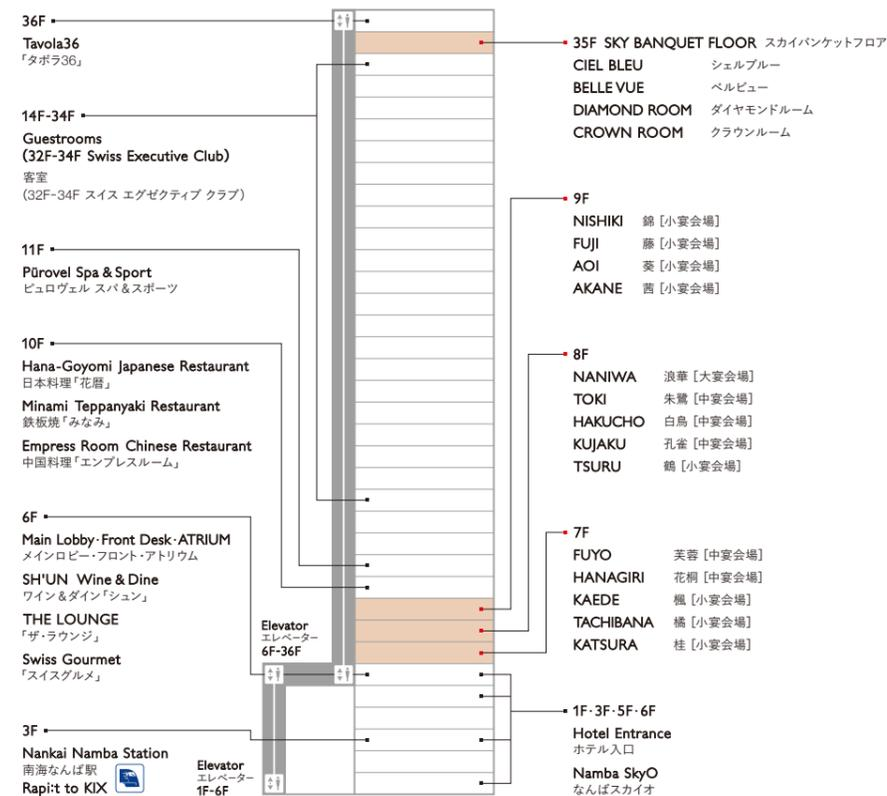 36F
Tavola36
「タボラ36」
14F-34F
Guestrooms
(32F-34F Swiss Executive Club)
客室
(32F-34F スイス エグゼクティブ クラブ)
11F
Pürovel Spa & Sport
ピュロヴェル スパ &スポーツ
10F
Hana-Goyomi Japanese Restaurant
日本料理「花暦」
Minami Teppanyaki Restaurant
鉄板焼「みなみ」
Empress Room Chinese Restaurant
中国料理「エンプレスルーム」
6F
Main Lobby·Front Desk·ATRIUM
メインロビー・フロント・アトリウム
SH'UN Wine & Dine
ワイン&ダイン「シュン」
THE LOUNGE
「ザ・ラウンジ」
Swiss Gourmet
「スイスグルメ」
3F
Nankai Namba Station
南海なんば駅
Rapi:t to KIX
Elevator
エレベーター
6F-36F
Elevator
エレベーター
1F-6F
35F SKY BANQUET FLOOR スカイバンケットフロア
CIEL BLEU シェルブルー
BELLE VUE ベルビュー
DIAMOND ROOM ダイヤモンドルーム
CROWN ROOM クラウンルーム
9F
NISHIKI 錦 [小宴会場]
FUJI 藤 [小宴会場]
AOI 葵 [小宴会場]
AKANE 茜 [小宴会場]
8F
NANIWA 浪華 [大宴会場]
TOKI 朱鷺 [中宴会場]
HAKUCHO 白鳥 [中宴会場]
KUJAKU 孔雀 [中宴会場]
TSURU 鶴 [小宴会場]
7F
FUYO 芙蓉 [中宴会場]
HANAGIRI 花桐 [中宴会場]
KAEDE 楓 [小宴会場]
TACHIBANA 橘 [小宴会場]
KATSURA 桂 [小宴会場]
1F·3F·5F·6F
Hotel Entrance
ホテル入口
Namba SkyO
なんばスカイオ